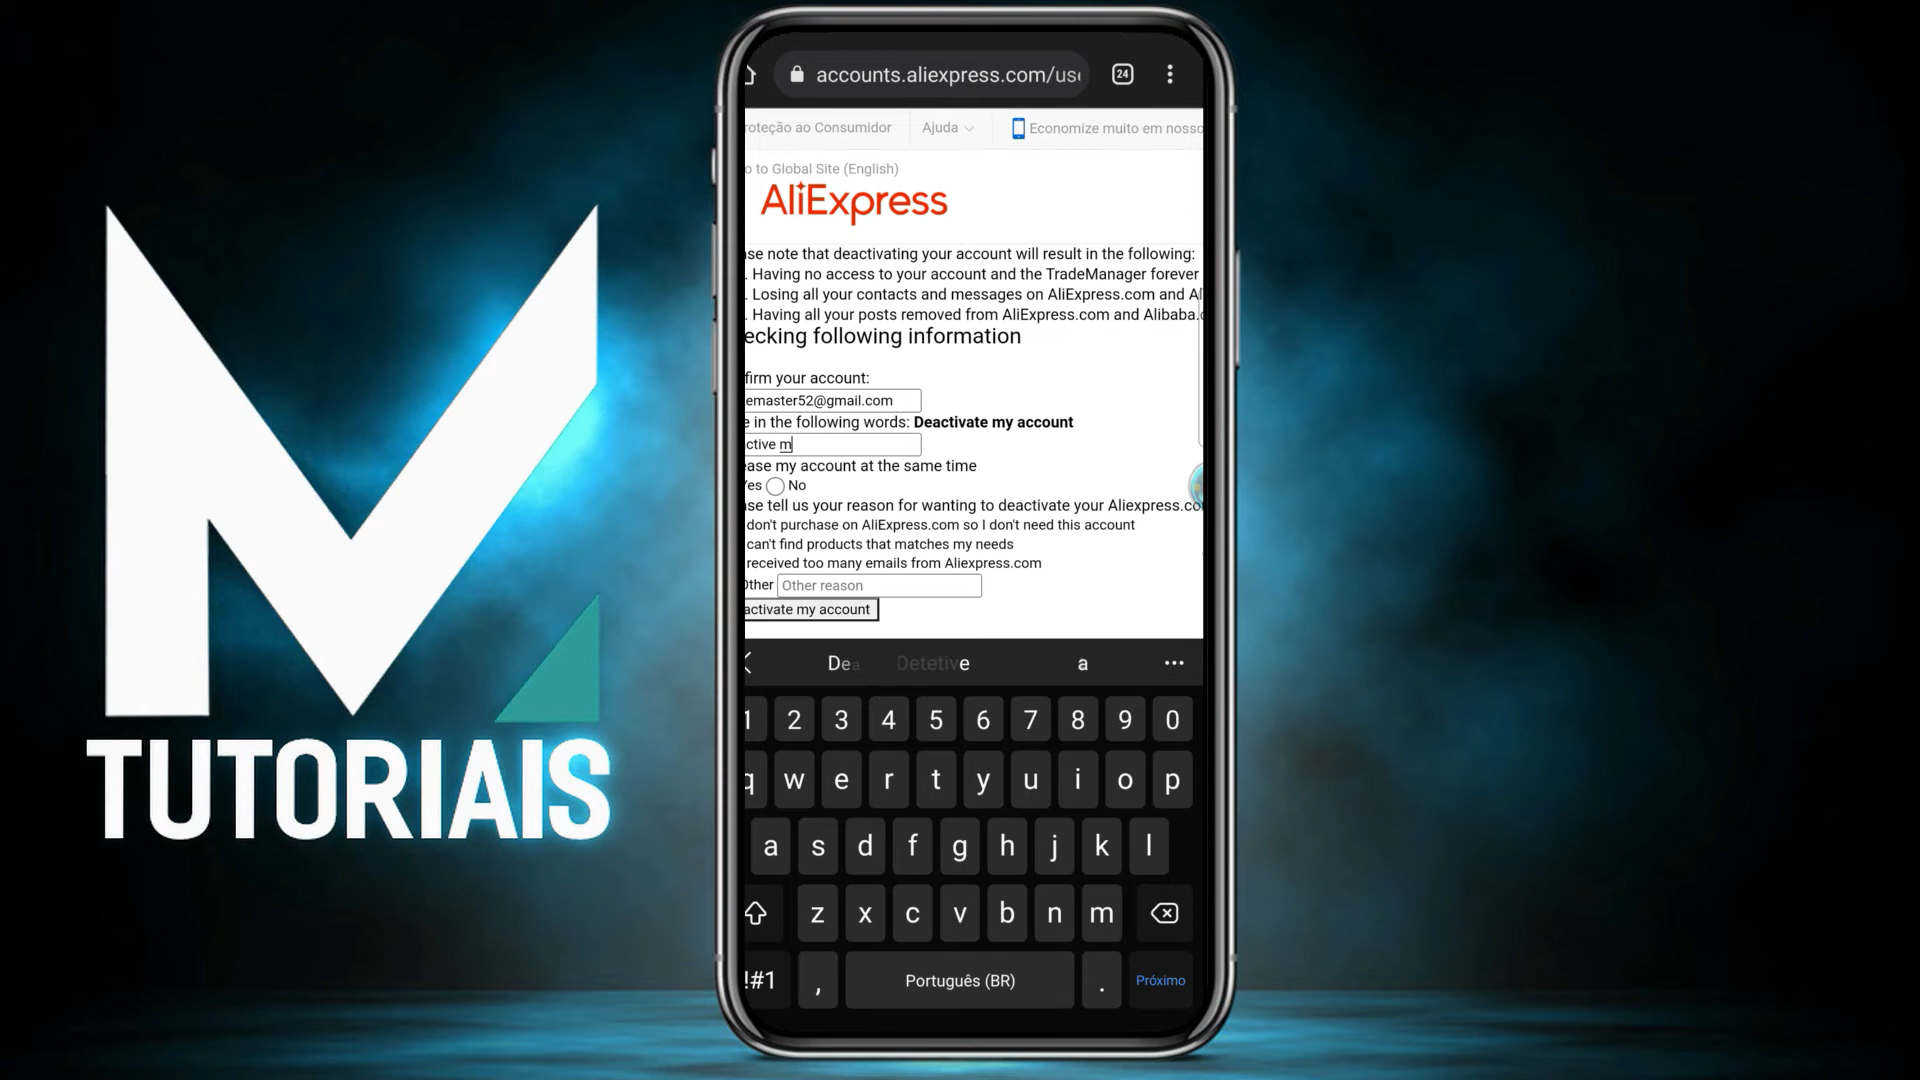 TUTORIAIS
accounts.aliexpress.com/use
24
roteção ao Consumidor
Ajuda
Economize muito em nosso
o to Global Site (English)
AliExpress
ase note that deactivating your account will result in the following:
. Having no access to your account and the TradeManager forever
. Losing all your contacts and messages on AliExpress.com and Al
. Having all your posts removed from AliExpress.com and Alibaba.c
ecking following information
firm your account:
emaster52@gmail.com
e in the following words: Deactivate my account
ctive m
ease my account at the same time
Yes No
ase tell us your reason for wanting to deactivate your Aliexpress.co
don't purchase on AliExpress.com so I don't need this account
can't find products that matches my needs
received too many emails from Aliexpress.com
Other Other reason
activate my account
Dea Detetive a
1 2 3 4 5 6 7 8 9 0
q w e r t y u i o p
a s d f g h j k l
z x c v b n m
!#1 , Português (BR) . Próximo